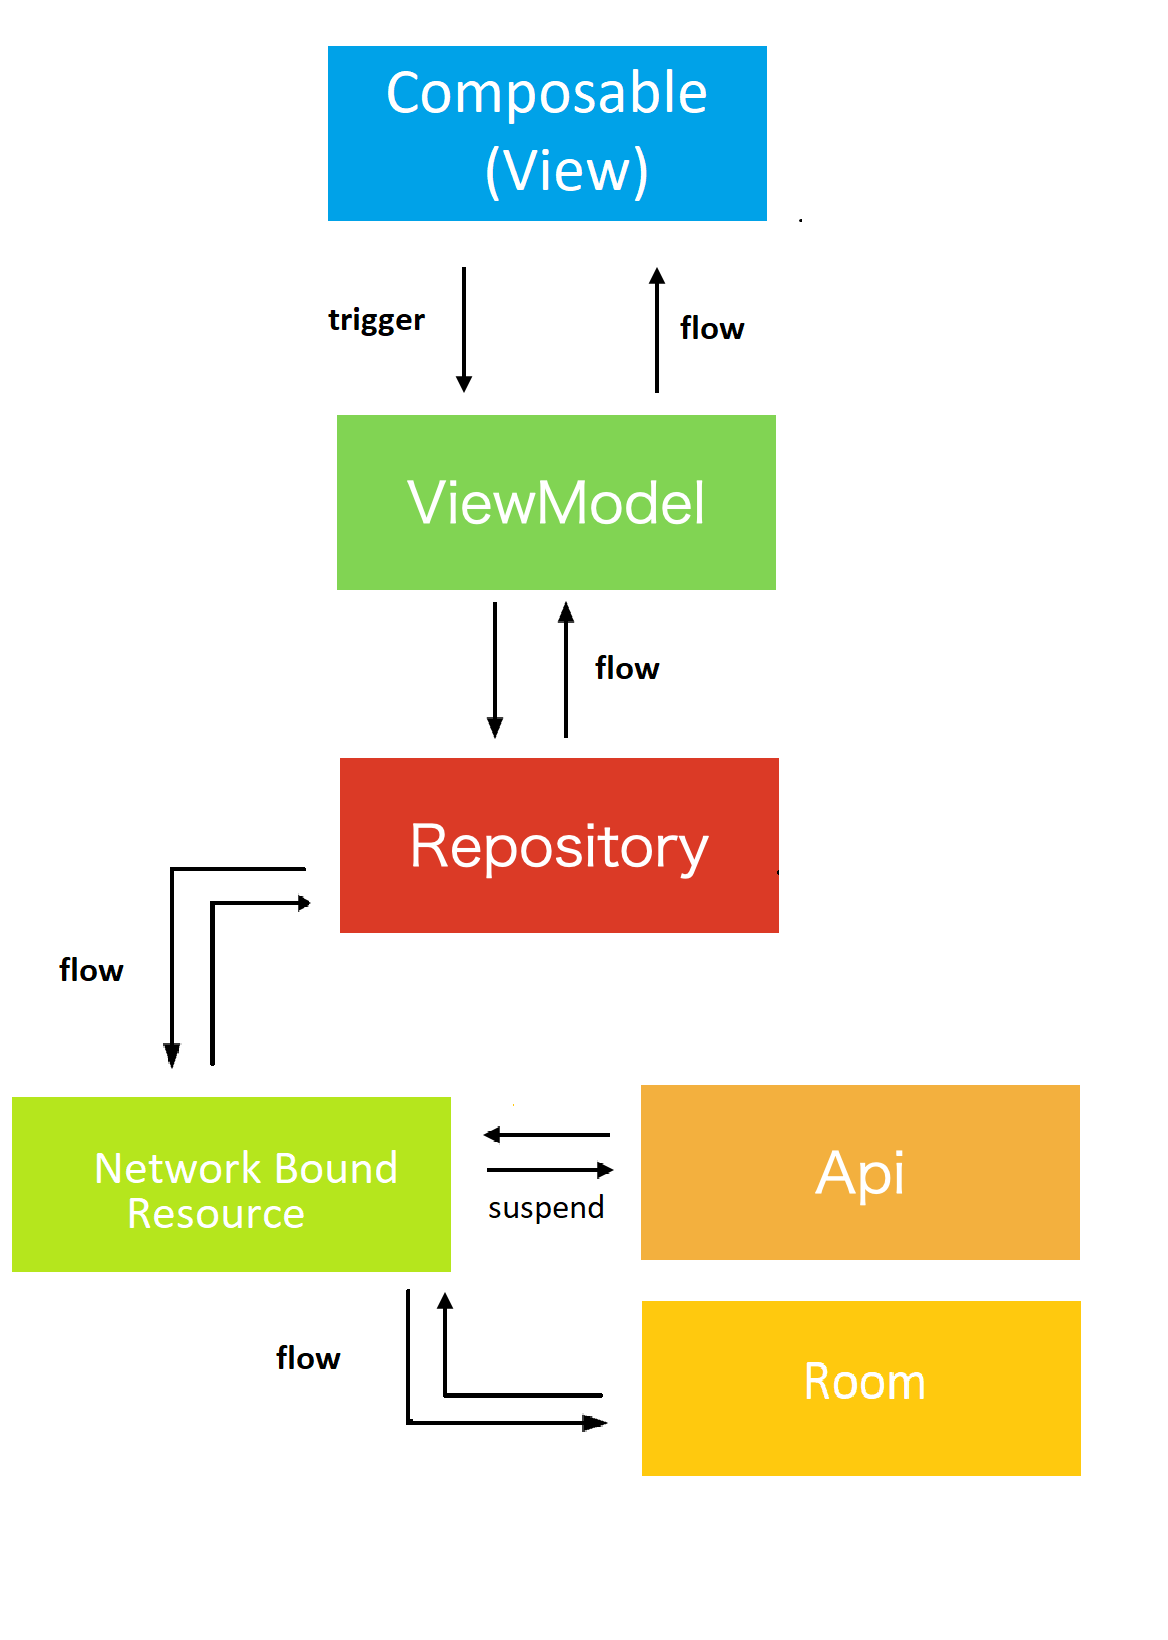 Composable
(View)
trigger
flow
ViewModel
flow
Repository
flow
Network Bound
Resource
suspend
Api
flow
Room